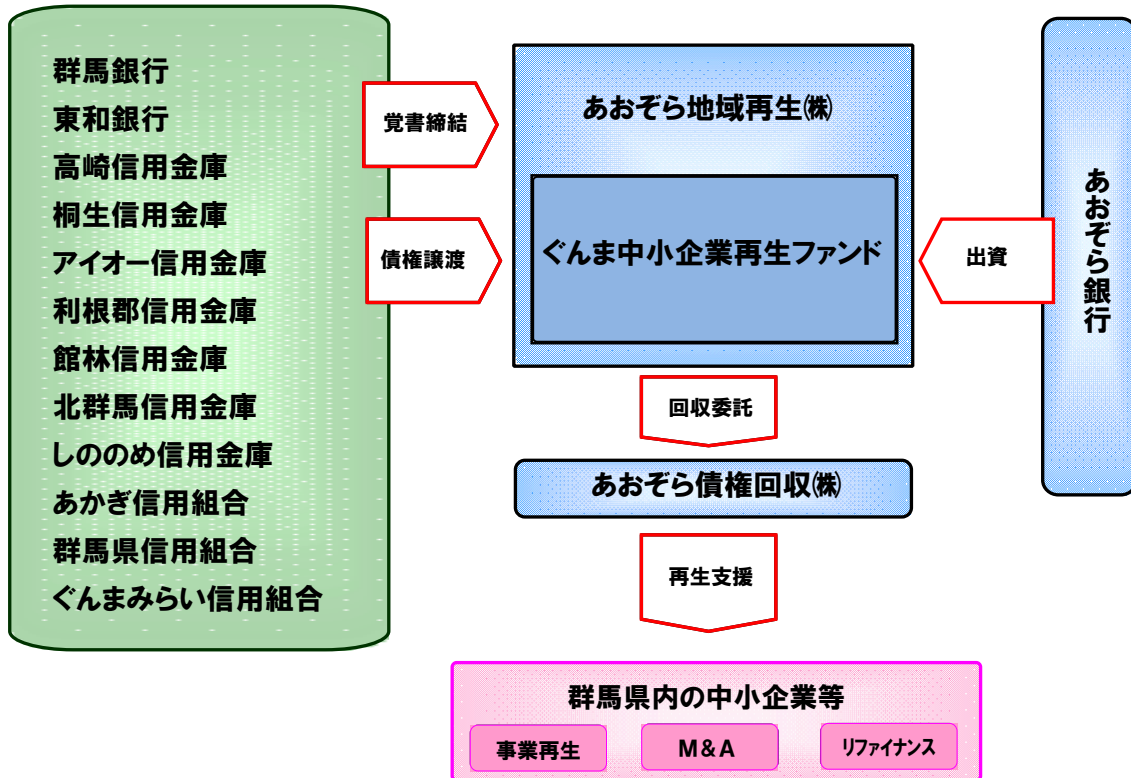 群馬銀行
東和銀行
高崎信用金庫
桐生信用金庫
アイオー信用金庫
利根郡信用金庫
館林信用金庫
北群馬信用金庫
しののめ信用金庫
あかぎ信用組合
群馬県信用組合
ぐんまみらい信用組合
覚書締結
債権譲渡
あおぞら地域再生㈱
ぐんま中小企業再生ファンド
出資
あおぞら銀行
回収委託
あおぞら債権回収㈱
再生支援
群馬県内の中小企業等
事業再生
M&A
リファイナンス